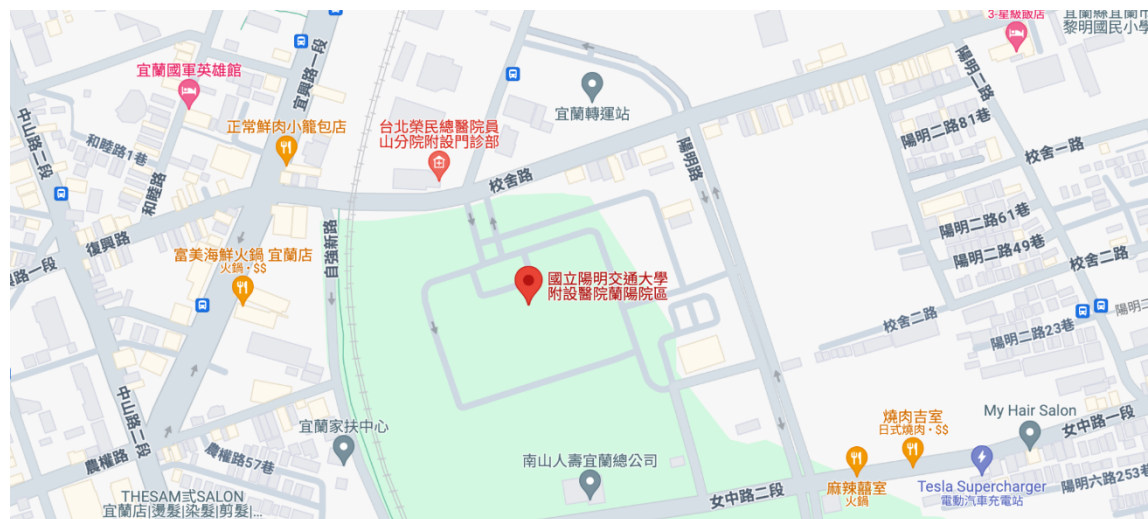 3-星級飯店
宜蘭縣宜蘭市
黎明國民小學
宜蘭國軍英雄館
宜興路一段
陽明二路
中山路二段
和睦路1巷
正常鮮肉小籠包店
台北榮民總醫院員
山分院附設門診部
宜蘭轉運站
陽明二路81巷
校舍一路
陽明路
校舍路
和睦路
復興路
自強新路
陽明二路61巷
陽明二路49巷
校舍二路
富美海鮮火鍋 宜蘭店
火鍋·$$
國立陽明交通大學
附設醫院蘭陽院區
校舍二路
陽明二路23巷
中山路二段
農權路
農權路57巷
宜蘭家扶中心
燒肉吉室
日式燒肉·$$
My Hair Salon
女中路一段
南山人壽宜蘭總公司
女中路二段
麻辣囍室
火鍋
Tesla Supercharger
電動汽車充電站
陽明六路253巷
THESAM弍SALON
宜蘭店|燙髮|染髮|剪髮|...